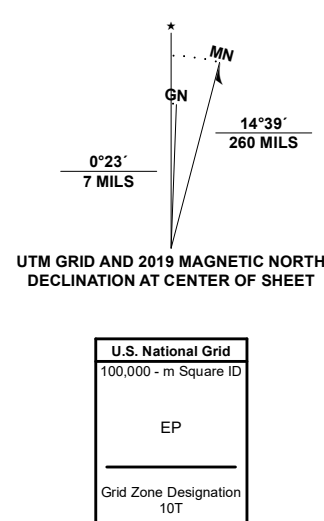 ★
MN
GN
14°39´
260 MILS
0°23´
7 MILS
UTM GRID AND 2019 MAGNETIC NORTH
DECLINATION AT CENTER OF SHEET
U.S. National Grid
100,000 - m Square ID
EP
Grid Zone Designation
10T